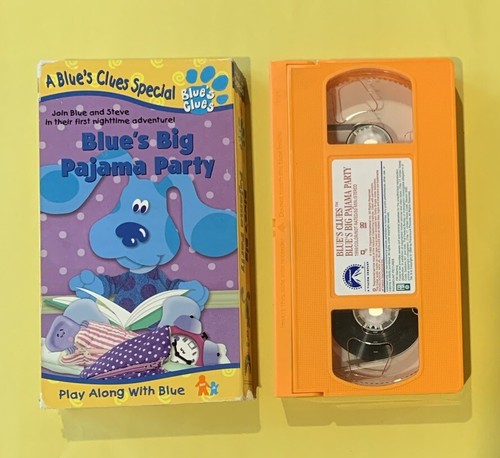 A Blue's Clues Special
Blue's
Clues
Join Blue and Steve
in their first nighttime adventure!
Blue's Big
Pajama Party
Play Along With Blue
BLUE'S CLUES™
BLUE'S BIG PAJAMA PARTY